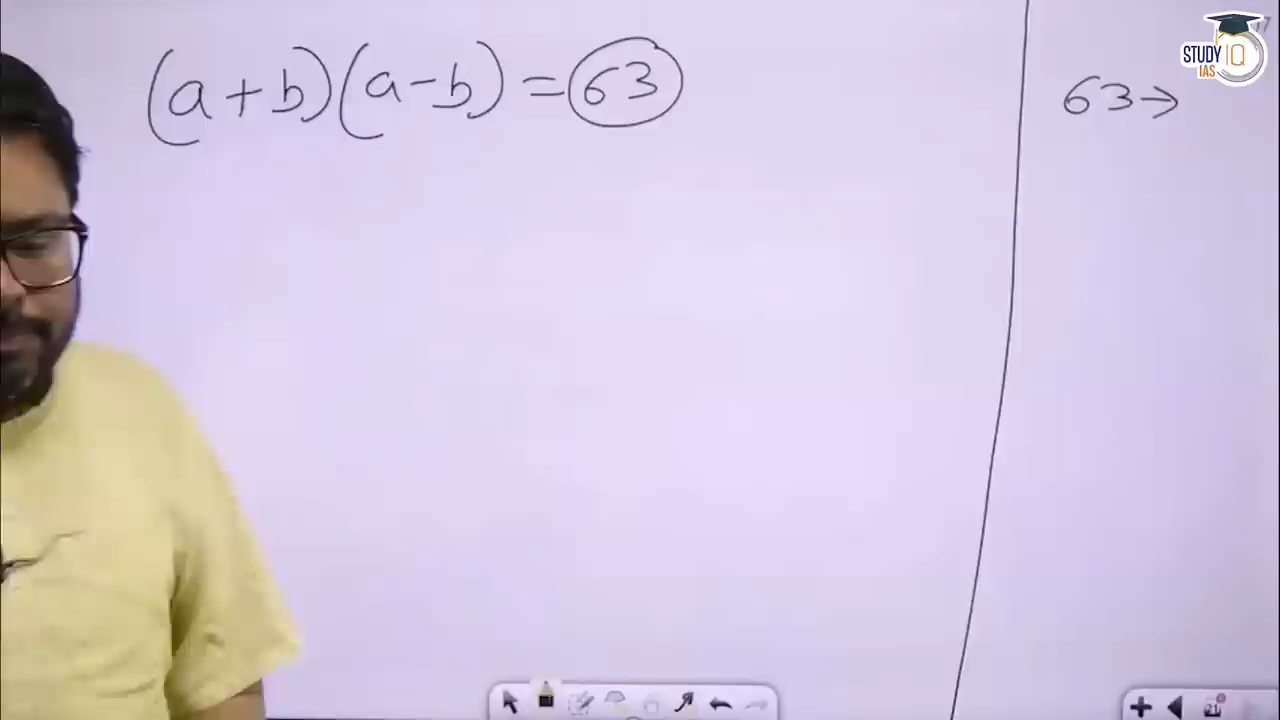 (a+b)(a-b) = 63
63→
STUDY IQ
IAS